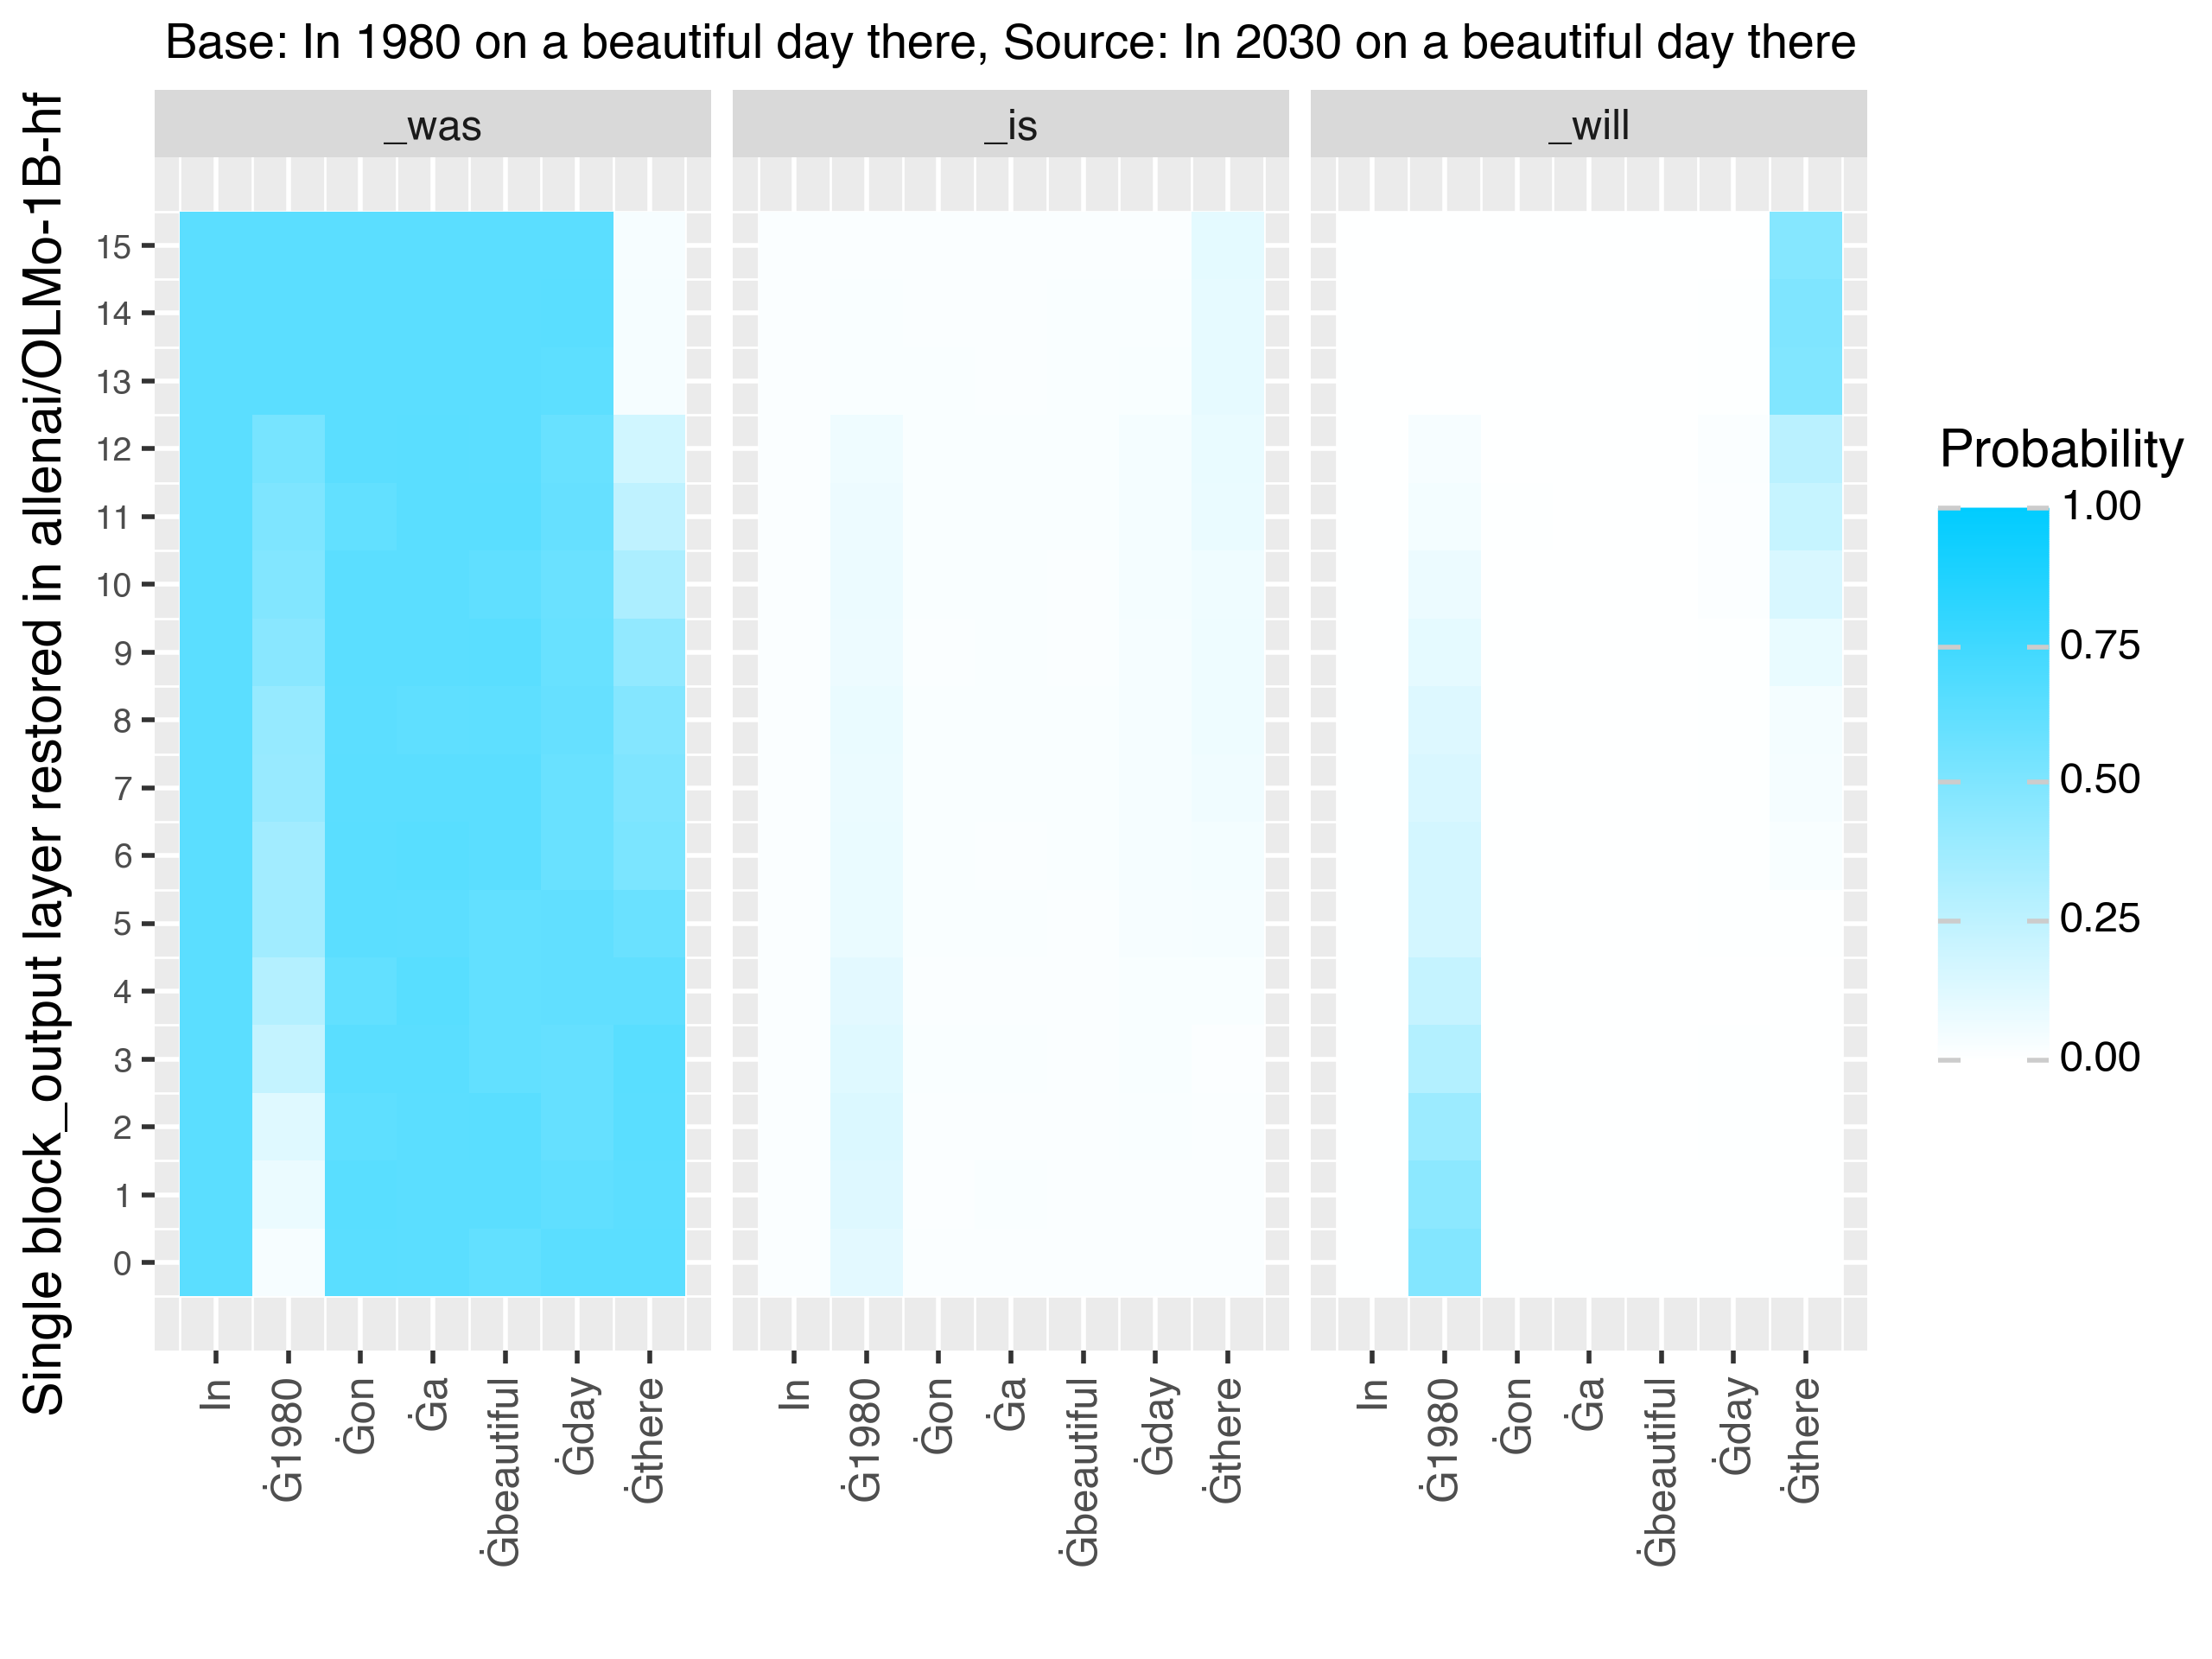 Base: In 1980 on a beautiful day there, Source: In 2030 on a beautiful day there
Single block_output layer restored in allenai/OLMo-1B-hf
_was
_is
_will
15
14
13
12
11
10
9
8
7
6
5
4
3
2
1
0
In
Ġ1980
Ġon
Ġa
Ġbeautiful
Ġday
Ġthere
In
Ġ1980
Ġon
Ġa
Ġbeautiful
Ġday
Ġthere
In
Ġ1980
Ġon
Ġa
Ġbeautiful
Ġday
Ġthere
Probability
1.00
0.75
0.50
0.25
0.00